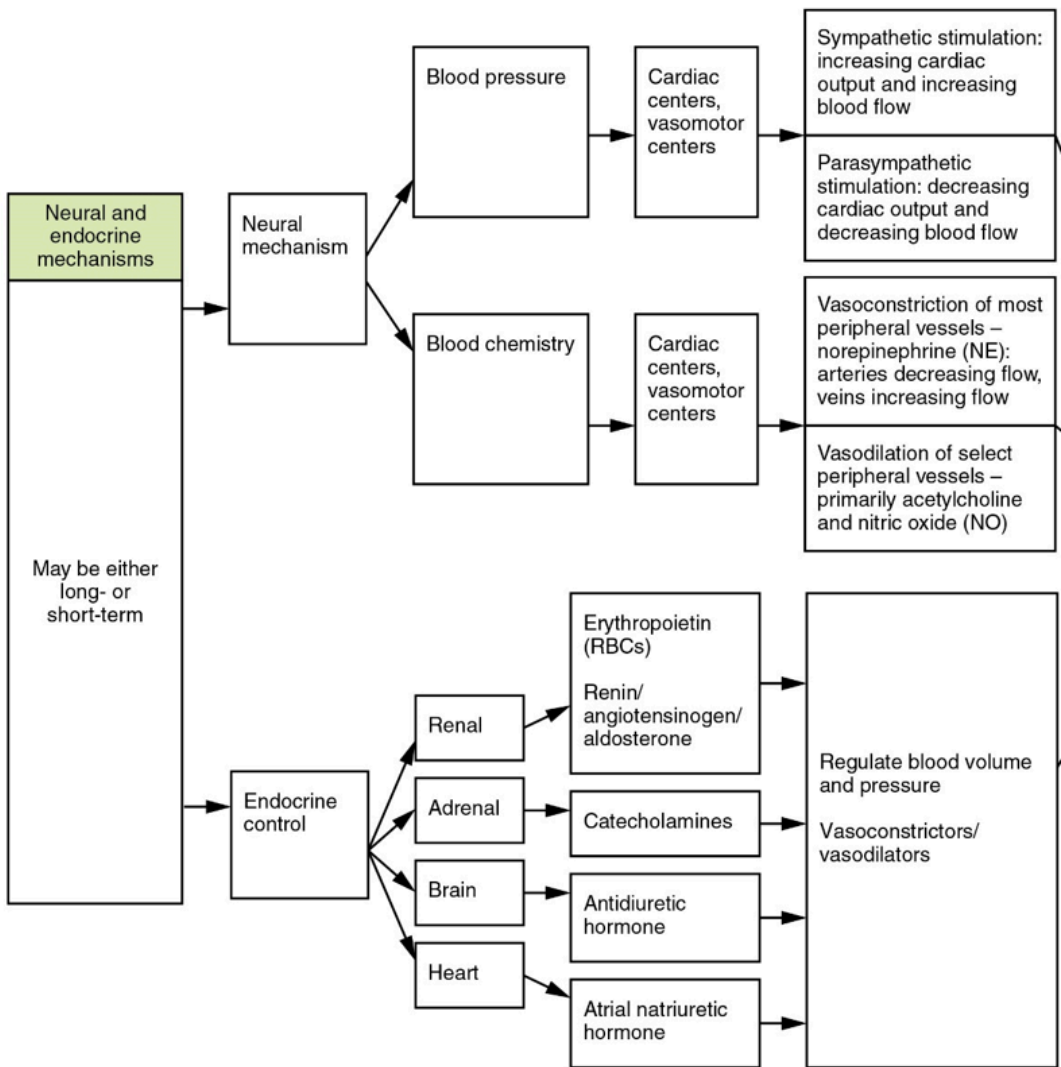 Neural and
endocrine
mechanisms
May be either
long- or
short-term
Neural
mechanism
Blood pressure
Cardiac
centers,
vasomotor
centers
Sympathetic stimulation:
increasing cardiac
output and increasing
blood flow
Parasympathetic
stimulation: decreasing
cardiac output and
decreasing blood flow
Blood chemistry
Cardiac
centers,
vasomotor
centers
Vasoconstriction of most
peripheral vessels –
norepinephrine (NE):
arteries decreasing flow,
veins increasing flow
Vasodilation of select
peripheral vessels –
primarily acetylcholine
and nitric oxide (NO)
Endocrine
control
Renal
Erythropoietin
(RBCs)
Renin/
angiotensinogen/
aldosterone
Adrenal
Catecholamines
Brain
Antidiuretic
hormone
Heart
Atrial natriuretic
hormone
Regulate blood volume
and pressure
Vasoconstrictors/
vasodilators